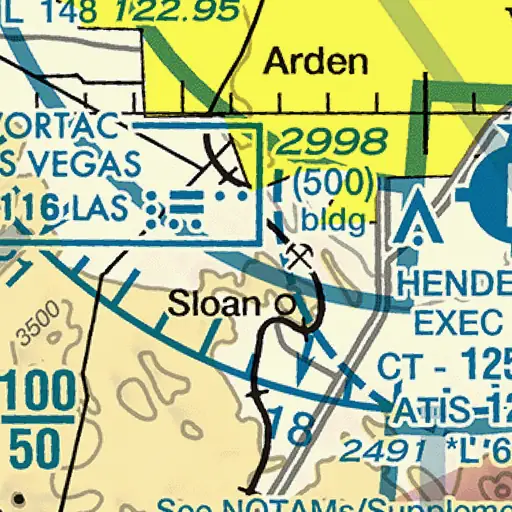 L 148 122.95
Arden
VORTAC
S VEGAS
116 LAS
2998
(500)
bldg
HENDE
EXEC
CT - 125
ATIS 12
2491 *L 6
Sloan
3500
100
50
18
See NOTAMs/Suppleme